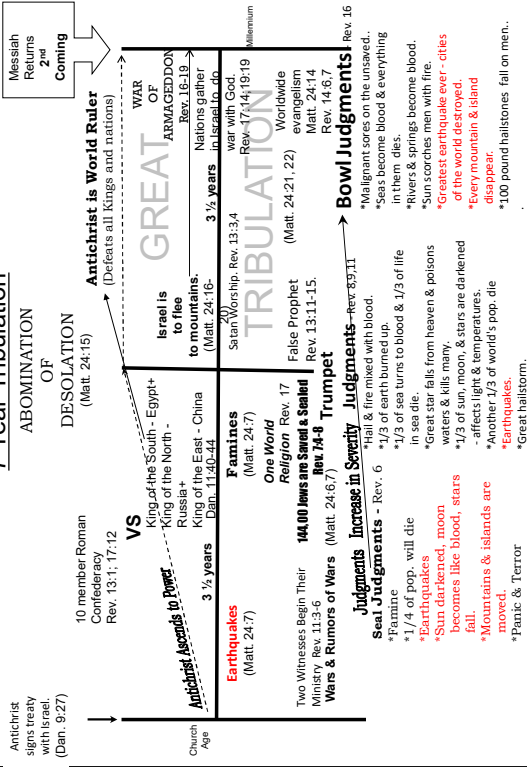 7 Year Tribulation
Antichrist
signs treaty
with Israel.
(Dan. 9:27)
10 member Roman
Confederacy
Rev. 13:1; 17:12
ABOMINATION
OF
DESOLATION
(Matt. 24:15)
Messiah
Returns
2nd
Coming
Antichrist is World Ruler
(Defeats all Kings and nations)
VS
King of the South - Egypt+
King of the North -
Russia+
King of the East - China
Dan. 11:40-44
Antichrist Ascends to Power
Israel is
to flee
to mountains.
(Matt. 24:16-
20)
GREAT
WAR
OF
ARMAGEDDON
Rev. 16-19
Nations gather
in Israel to do
war with God.
Rev. 17:14;19:19
Church
Age
3 ½ years
3 ½ years
Millennium
Earthquakes
(Matt. 24:7)
Famines
(Matt. 24:7)
Satan Worship. Rev. 13:3,4
TRIBULATION
One World
Religion Rev. 17
(Matt. 24:21, 22)
Worldwide
evangelism
Matt. 24:14
Rev. 14:6,7
Two Witnesses Begin Their
Ministry Rev. 11:3-6
144,00 Jews are Saved & Sealed
Rev. 7:4-8
False Prophet
Rev. 13:11-15.
Wars & Rumors of Wars (Matt. 24:6,7)
Trumpet
Judgments - Rev. 8,9,11
Bowl Judgments - Rev. 16
Judgments Increase in Severity
Seal Judgments - Rev. 6
*Famine
*1/4 of pop. will die
*Earthquakes
*Sun darkened, moon
becomes like blood, stars
fall.
*Mountains & islands are
moved.
*Panic & Terror
*Hail & fire mixed with blood.
*1/3 of earth burned up.
*1/3 of sea turns to blood & 1/3 of life
in sea die.
*Great star falls from heaven & poisons
waters & kills many.
*1/3 of sun, moon, & stars are darkened
- affects light & temperatures.
*Another 1/3 of world's pop. die
*Earthquakes.
*Great hailstorm.
*Malignant sores on the unsaved..
*Seas become blood & everything
in them dies.
*Rivers & springs become blood.
*Sun scorches men with fire.
*Greatest earthquake ever - cities
of the world destroyed.
*Every mountain & island
disappear.
*100 pound hailstones fall on men..
.